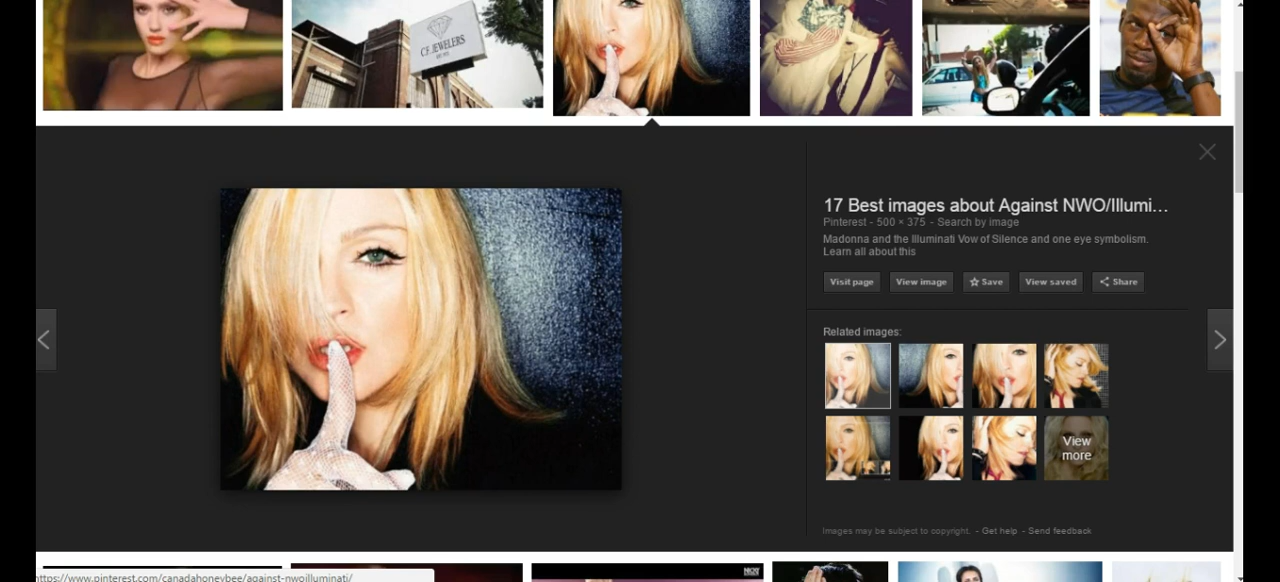 C.F. JEWELERS
17 Best images about Against NWO/Illumi...
Pinterest - 500 × 375 - Search by image
Madonna and the Illuminati Vow of Silence and one eye symbolism.
Learn all about this
Visit page
View image
Save
View saved
Share
Related images:
View
more
Images may be subject to copyright. - Get help - Send feedback
https://www.pinterest.com/canadahoneybee/against-nwoilluminati/